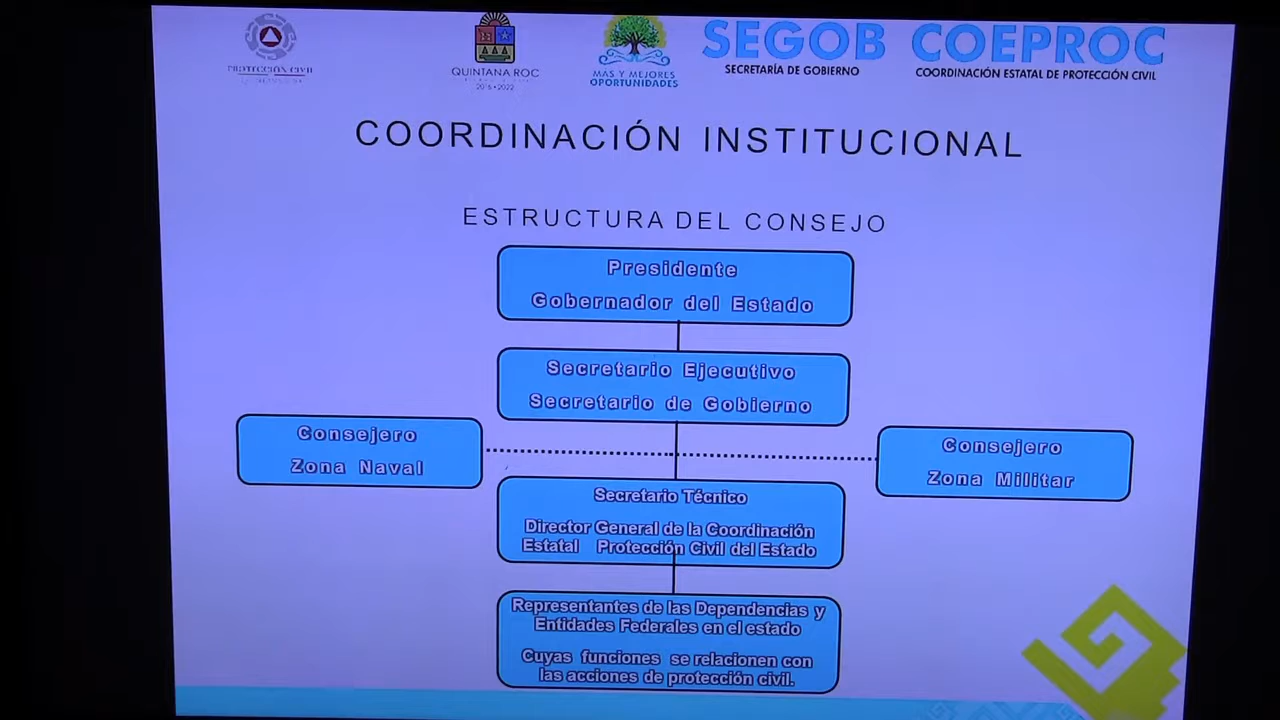 PROTECCIÓN CIVIL
QUINTANA ROO
2016 • 2022
MÁS Y MEJORES
OPORTUNIDADES
SEGOB
SECRETARÍA DE GOBIERNO
COEPROC
COORDINACIÓN ESTATAL DE PROTECCIÓN CIVIL
COORDINACIÓN INSTITUCIONAL
ESTRUCTURA DEL CONSEJO
Presidente
Gobernador del Estado
Secretario Ejecutivo
Secretario de Gobierno
Consejero
Zona Naval
Consejero
Zona Militar
Secretario Técnico
Director General de la Coordinación
Estatal Protección Civil del Estado
Representantes de las Dependencias y
Entidades Federales en el estado
Cuyas funciones se relacionen con
las acciones de protección civil.